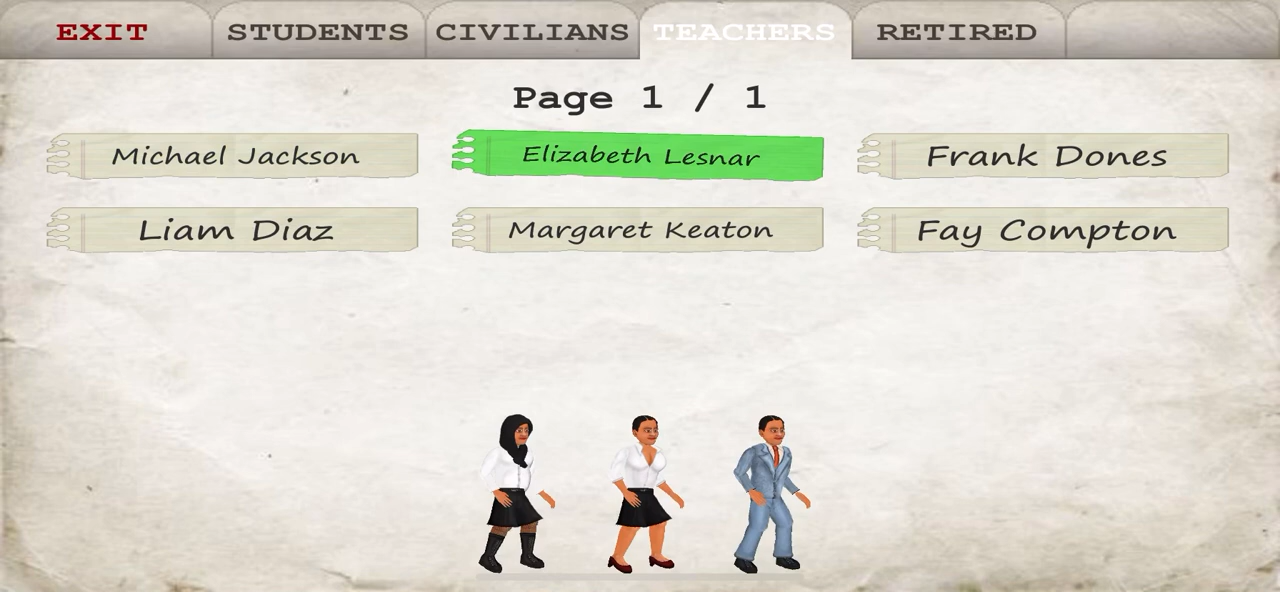 EXIT STUDENTS CIVILIANS TEACHERS RETIRED
Page 1 / 1
Michael Jackson Elizabeth Lesnar Frank Dones
Liam Diaz Margaret Keaton Fay Compton